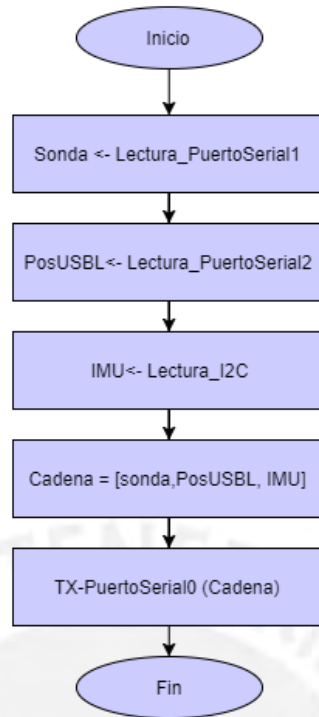 Inicio
Sonda <- Lectura_PuertoSerial1
PosUSBL<- Lectura_PuertoSerial2
IMU<- Lectura_I2C
Cadena = [sonda,PosUSBL, IMU]
TX-PuertoSerial0 (Cadena)
Fin